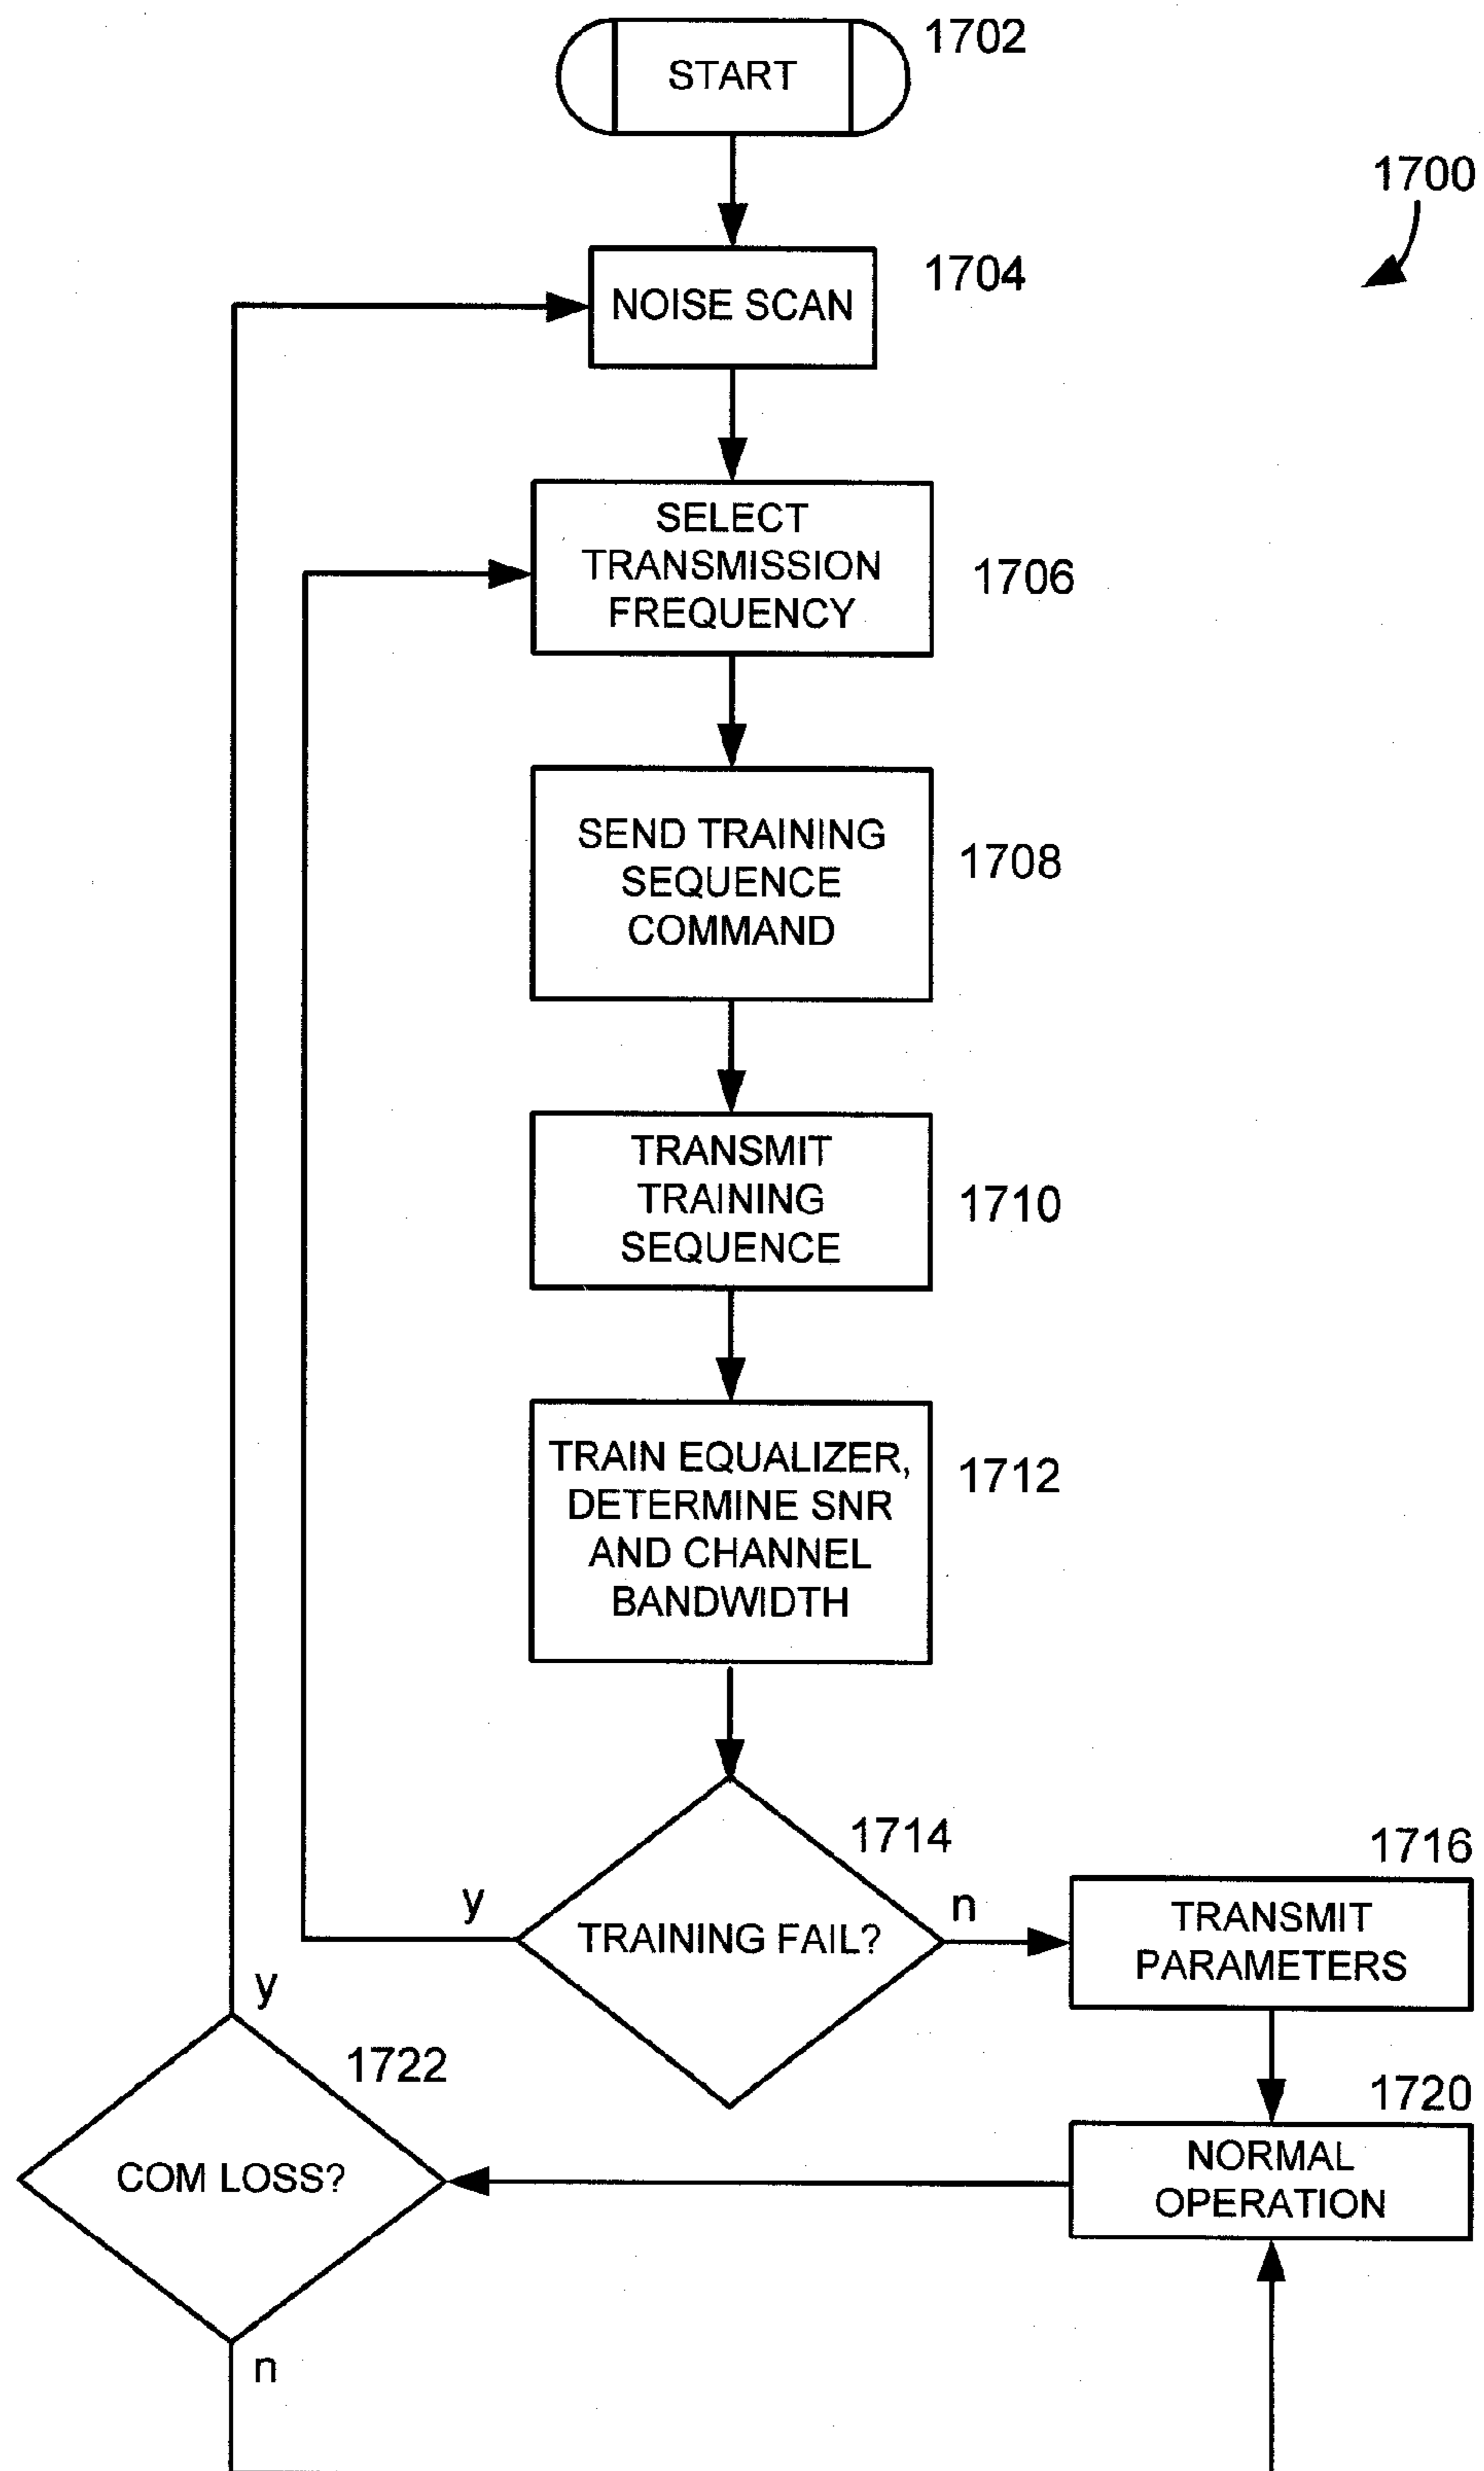 START
1702
1700
NOISE SCAN
1704
SELECT
TRANSMISSION
FREQUENCY
1706
SEND TRAINING
SEQUENCE
COMMAND
1708
TRANSMIT
TRAINING
SEQUENCE
1710
TRAIN EQUALIZER,
DETERMINE SNR
AND CHANNEL
BANDWIDTH
1712
1714
TRAINING FAIL?
y
n
1716
TRANSMIT
PARAMETERS
y
1722
COM LOSS?
n
1720
NORMAL
OPERATION